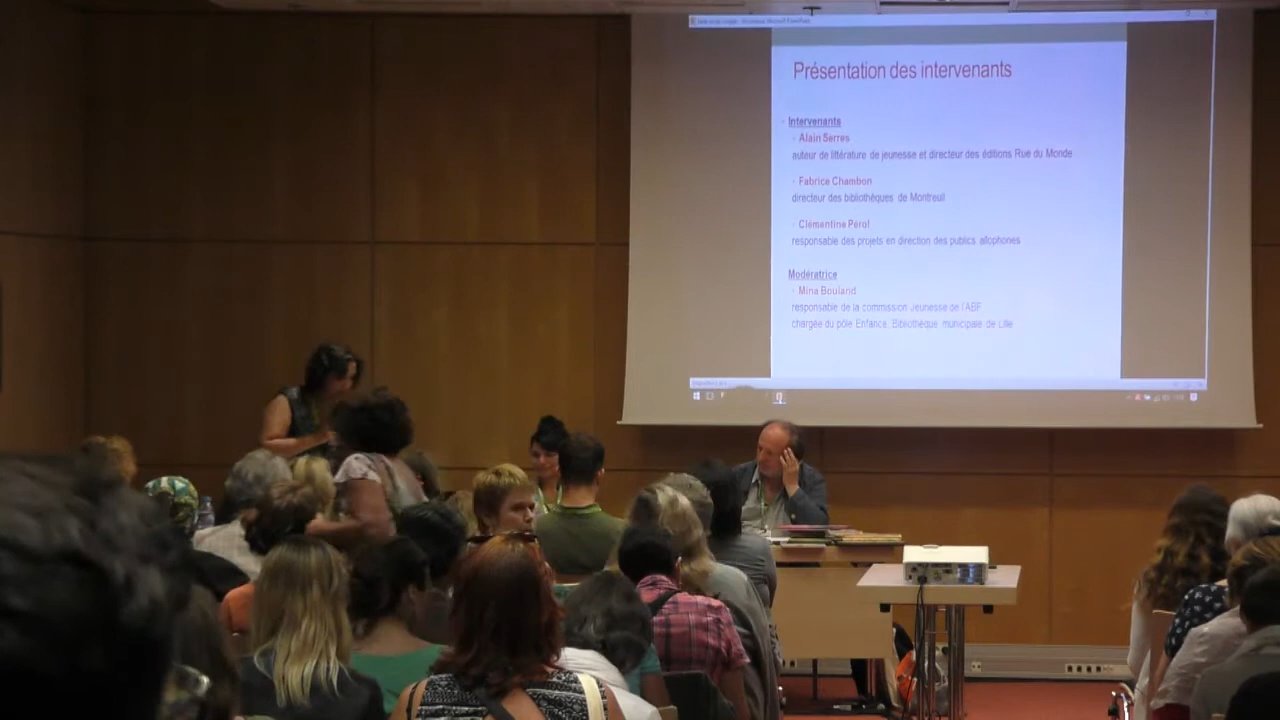 Présentation des intervenants
Intervenants
Alain Serres
auteur de littérature de jeunesse et directeur des éditions Rue du Monde
Fabrice Chambon
directeur des bibliothèques de Montreuil
Clémentine Pérol
responsable des projets en direction des publics allophones
Modératrice
Mina Bouland
responsable de la commission Jeunesse de l'ABF
chargée du pôle Enfance, Bibliothèque municipale de Lille